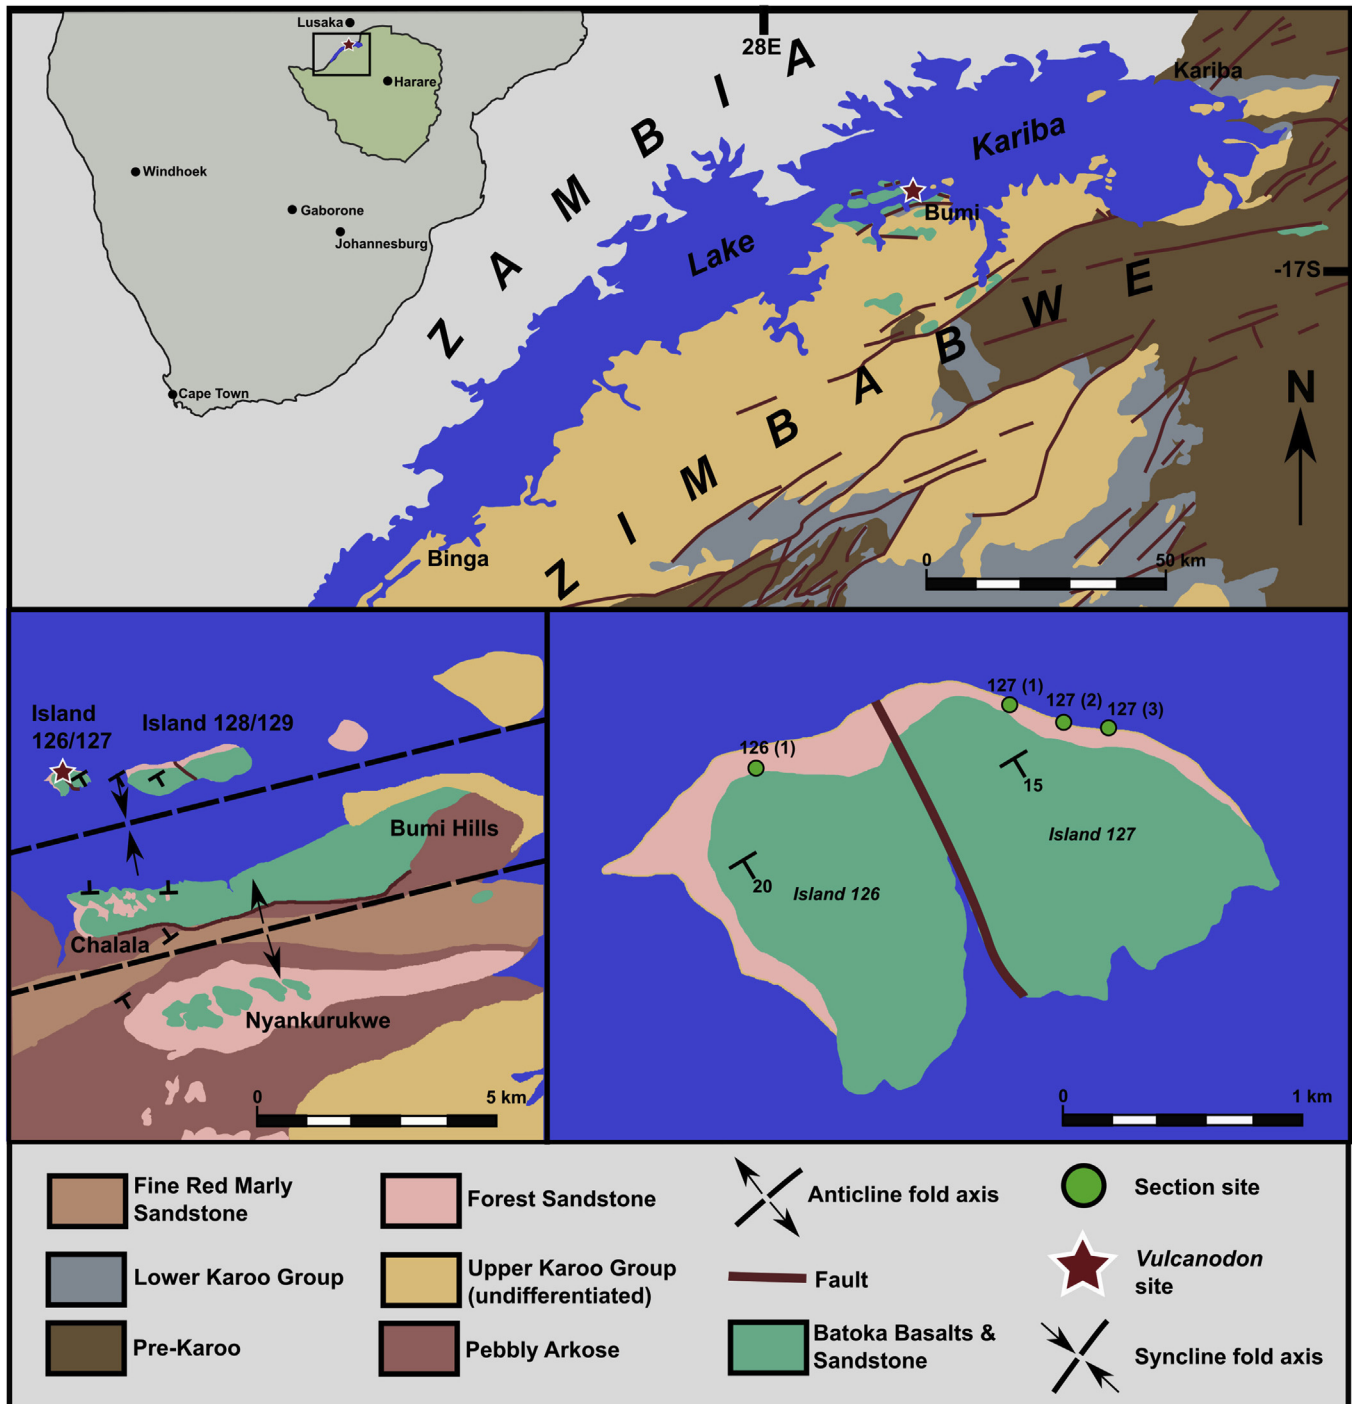 Lusaka
Harare
Windhoek
Gaborone
Johannesburg
Cape Town
28E
ZAMBIA
Kariba
Lake Kariba
Bumi
-17S
ZIMBABWE
N
Binga
0 50 km
Island
126/127
Island 128/129
Bumi Hills
Chalala
Nyankurukwe
0 5 km
127 (1)
127 (2)
127 (3)
126 (1)
15
Island 127
20
Island 126
0 1 km
Fine Red Marly
Sandstone
Forest Sandstone
Anticline fold axis
Section site
Lower Karoo Group
Upper Karoo Group
(undifferentiated)
Fault
Vulcanodon
site
Pre-Karoo
Pebbly Arkose
Batoka Basalts &
Sandstone
Syncline fold axis